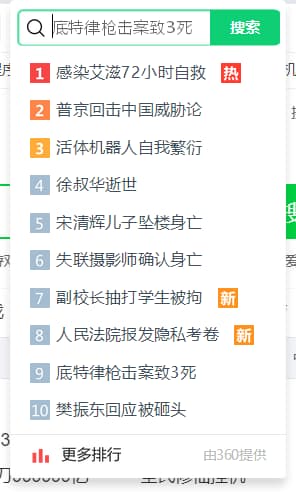 底特律枪击案致3死
搜索
1 感染艾滋72小时自救 热
2 普京回击中国威胁论
3 活体机器人自我繁衍
4 徐叔华逝世
5 宋清辉儿子坠楼身亡
6 失联摄影师确认身亡
7 副校长抽打学生被拘 新
8 人民法院报发隐私考卷 新
9 底特律枪击案致3死
10 樊振东回应被砸头
更多排行
由360提供